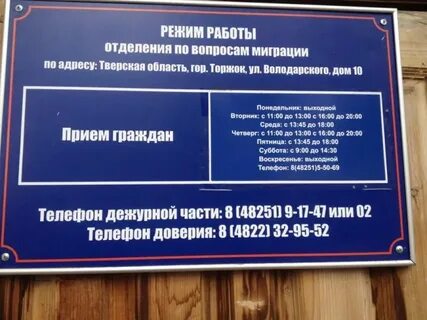 РЕЖИМ РАБОТЫ
отделения по вопросам миграции
по адресу: Тверская область, гор. Торжок, ул. Володарского, дом 10
Прием граждан
Понедельник: выходной
Вторник: с 11:00 до 13:00 с 16:00 до 20:00
Среда: с 13:45 до 18:00
Четверг: с 11:00 до 13:00 с 16:00 до 20:00
Пятница: с 13:45 до 18:00
Суббота: с 9:00 до 14:30
Воскресенье: выходной
Телефон: 8(48251)5-50-69
Телефон дежурной части: 8 (48251) 9-17-47 или 02
Телефон доверия: 8 (4822) 32-95-52